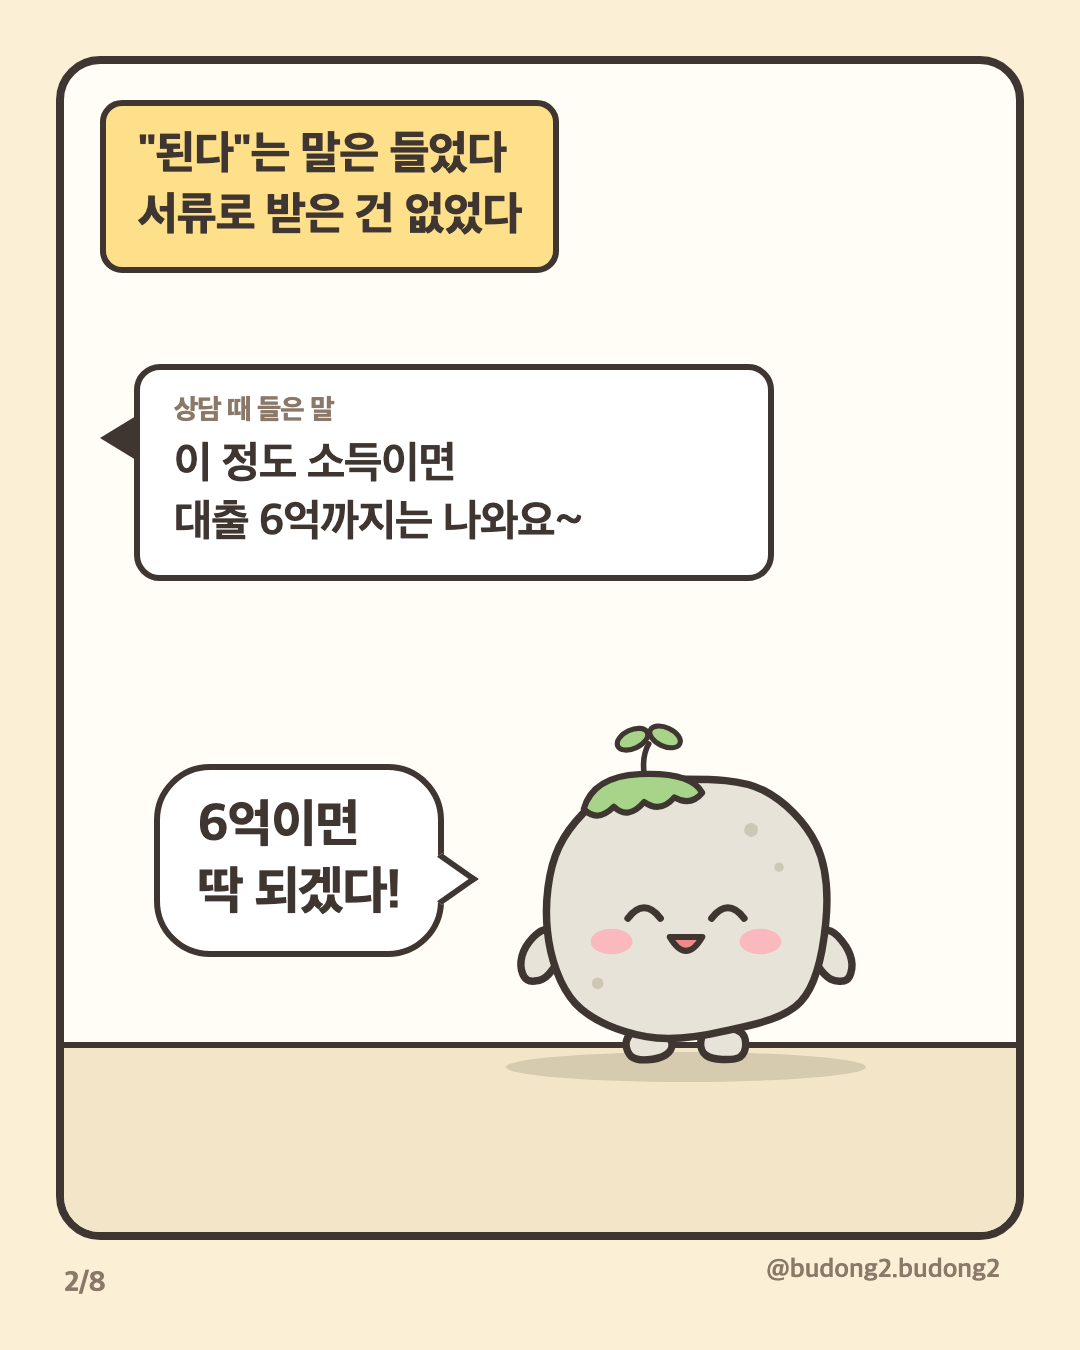 "된다"는 말은 들었다
서류로 받은 건 없었다
상담 때 들은 말
이 정도 소득이면
대출 6억까지는 나와요~
6억이면
딱 되겠다!
2/8
@budong2.budong2